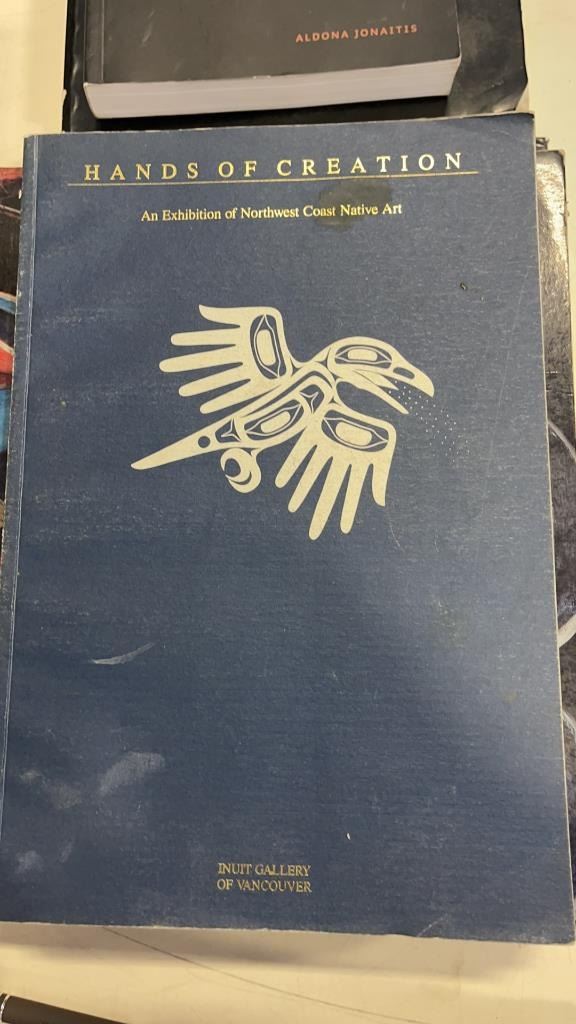 ALDONA JONAITIS
HANDS OF CREATION
An Exhibition of Northwest Coast Native Art
INUIT GALLERY
OF VANCOUVER